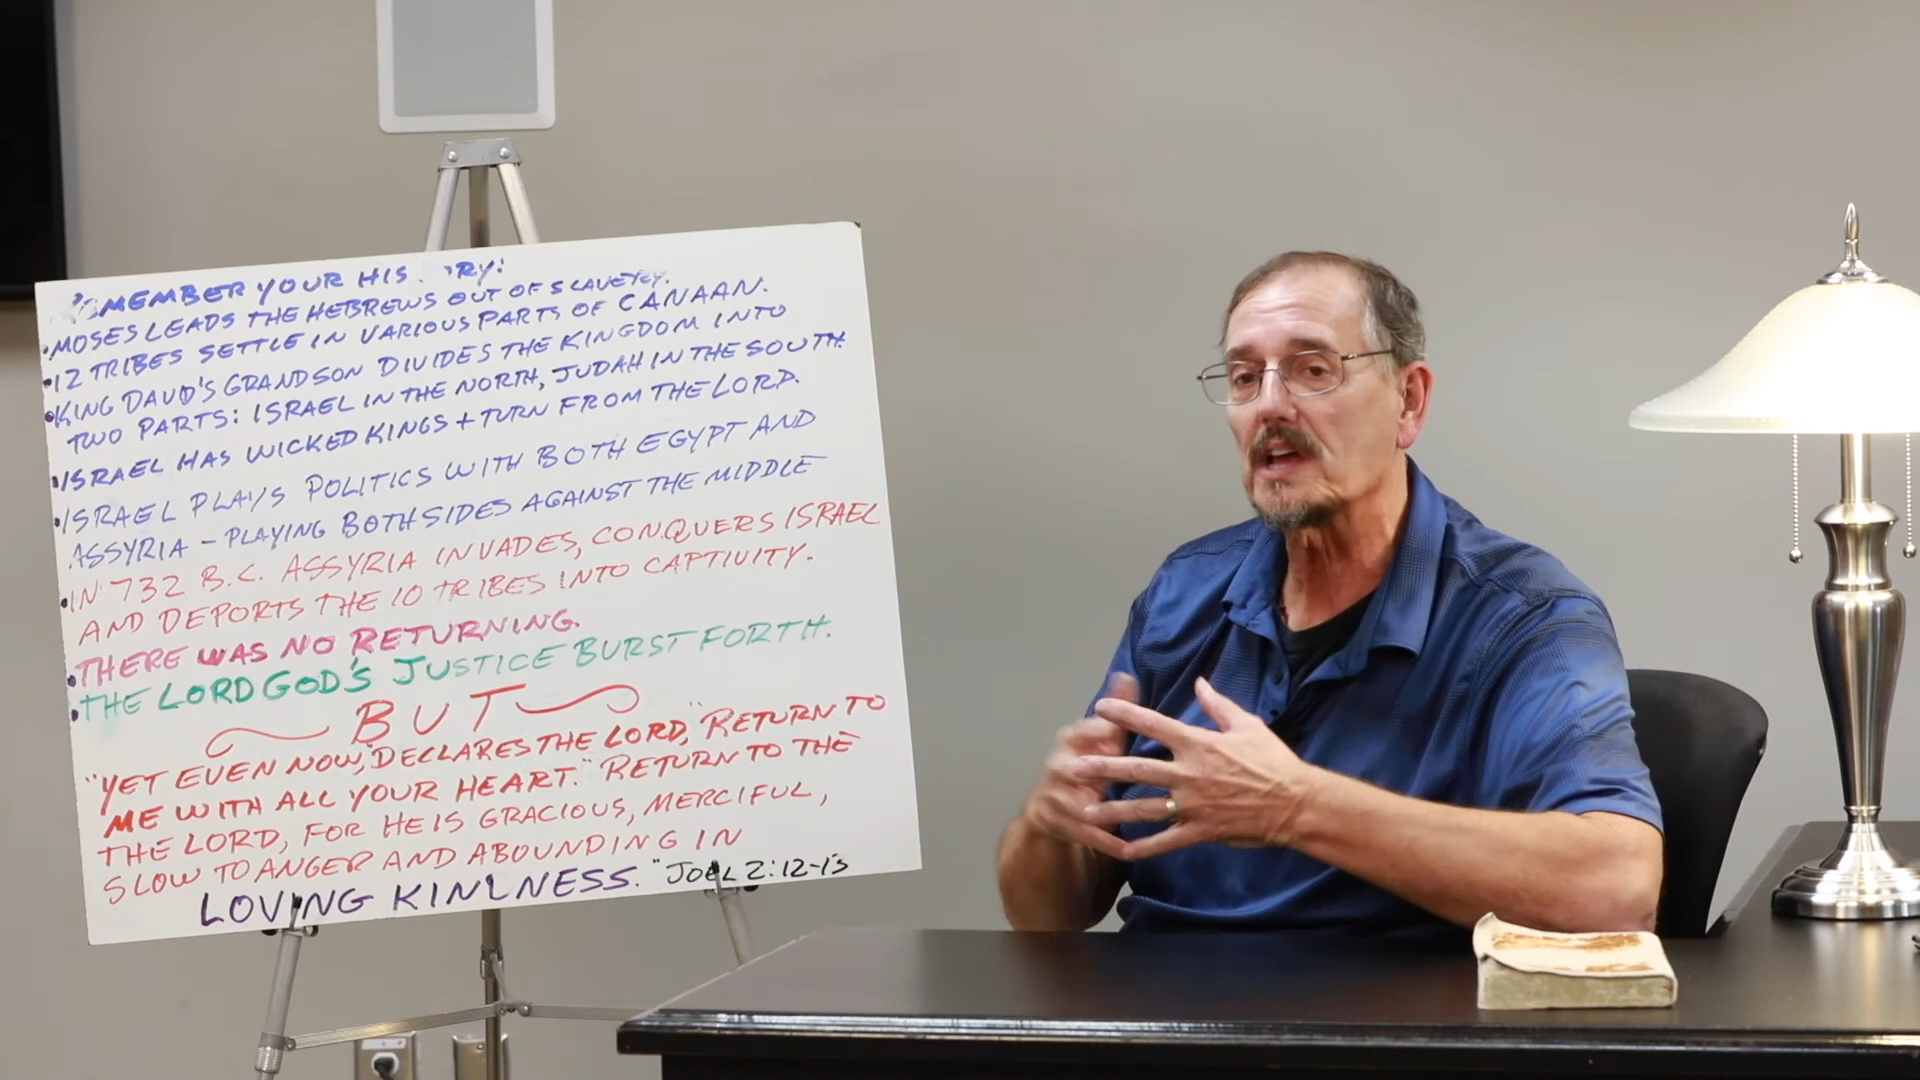 REMEMBER YOUR HIS RY:
•MOSES LEADS THE HEBREWS OUT OF SLAVERY.
•12 TRIBES SETTLE IN VARIOUS PARTS OF CANAAN.
•KING DAVID'S GRANDSON DIVIDES THE KINGDOM INTO
TWO PARTS: ISRAEL IN THE NORTH, JUDAH IN THE SOUTH.
•ISRAEL HAS WICKED KINGS + TURN FROM THE LORD.
•ISRAEL PLAYS POLITICS WITH BOTH EGYPT AND
ASSYRIA - PLAYING BOTH SIDES AGAINST THE MIDDLE
•IN 732 B.C. ASSYRIA INVADES, CONQUERS ISRAEL
AND DEPORTS THE 10 TRIBES INTO CAPTIVITY.
•THERE WAS NO RETURNING.
•THE LORD GOD'S JUSTICE BURST FORTH.
BUT
"YET EVEN NOW," DECLARES THE LORD, "RETURN TO
ME WITH ALL YOUR HEART." RETURN TO THE
THE LORD, FOR HE IS GRACIOUS, MERCIFUL,
SLOW TO ANGER AND ABOUNDING IN
LOVING KINDNESS." JOEL 2:12-13